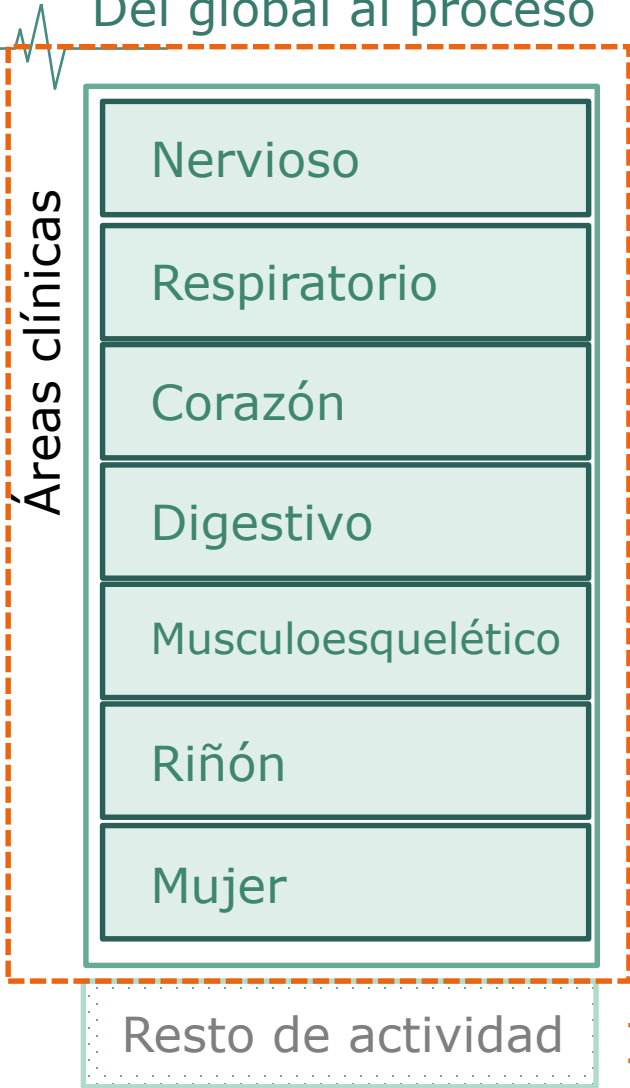 Del global al proceso
Áreas clínicas
Nervioso
Respiratorio
Corazón
Digestivo
Musculoesquelético
Riñón
Mujer
Resto de actividad